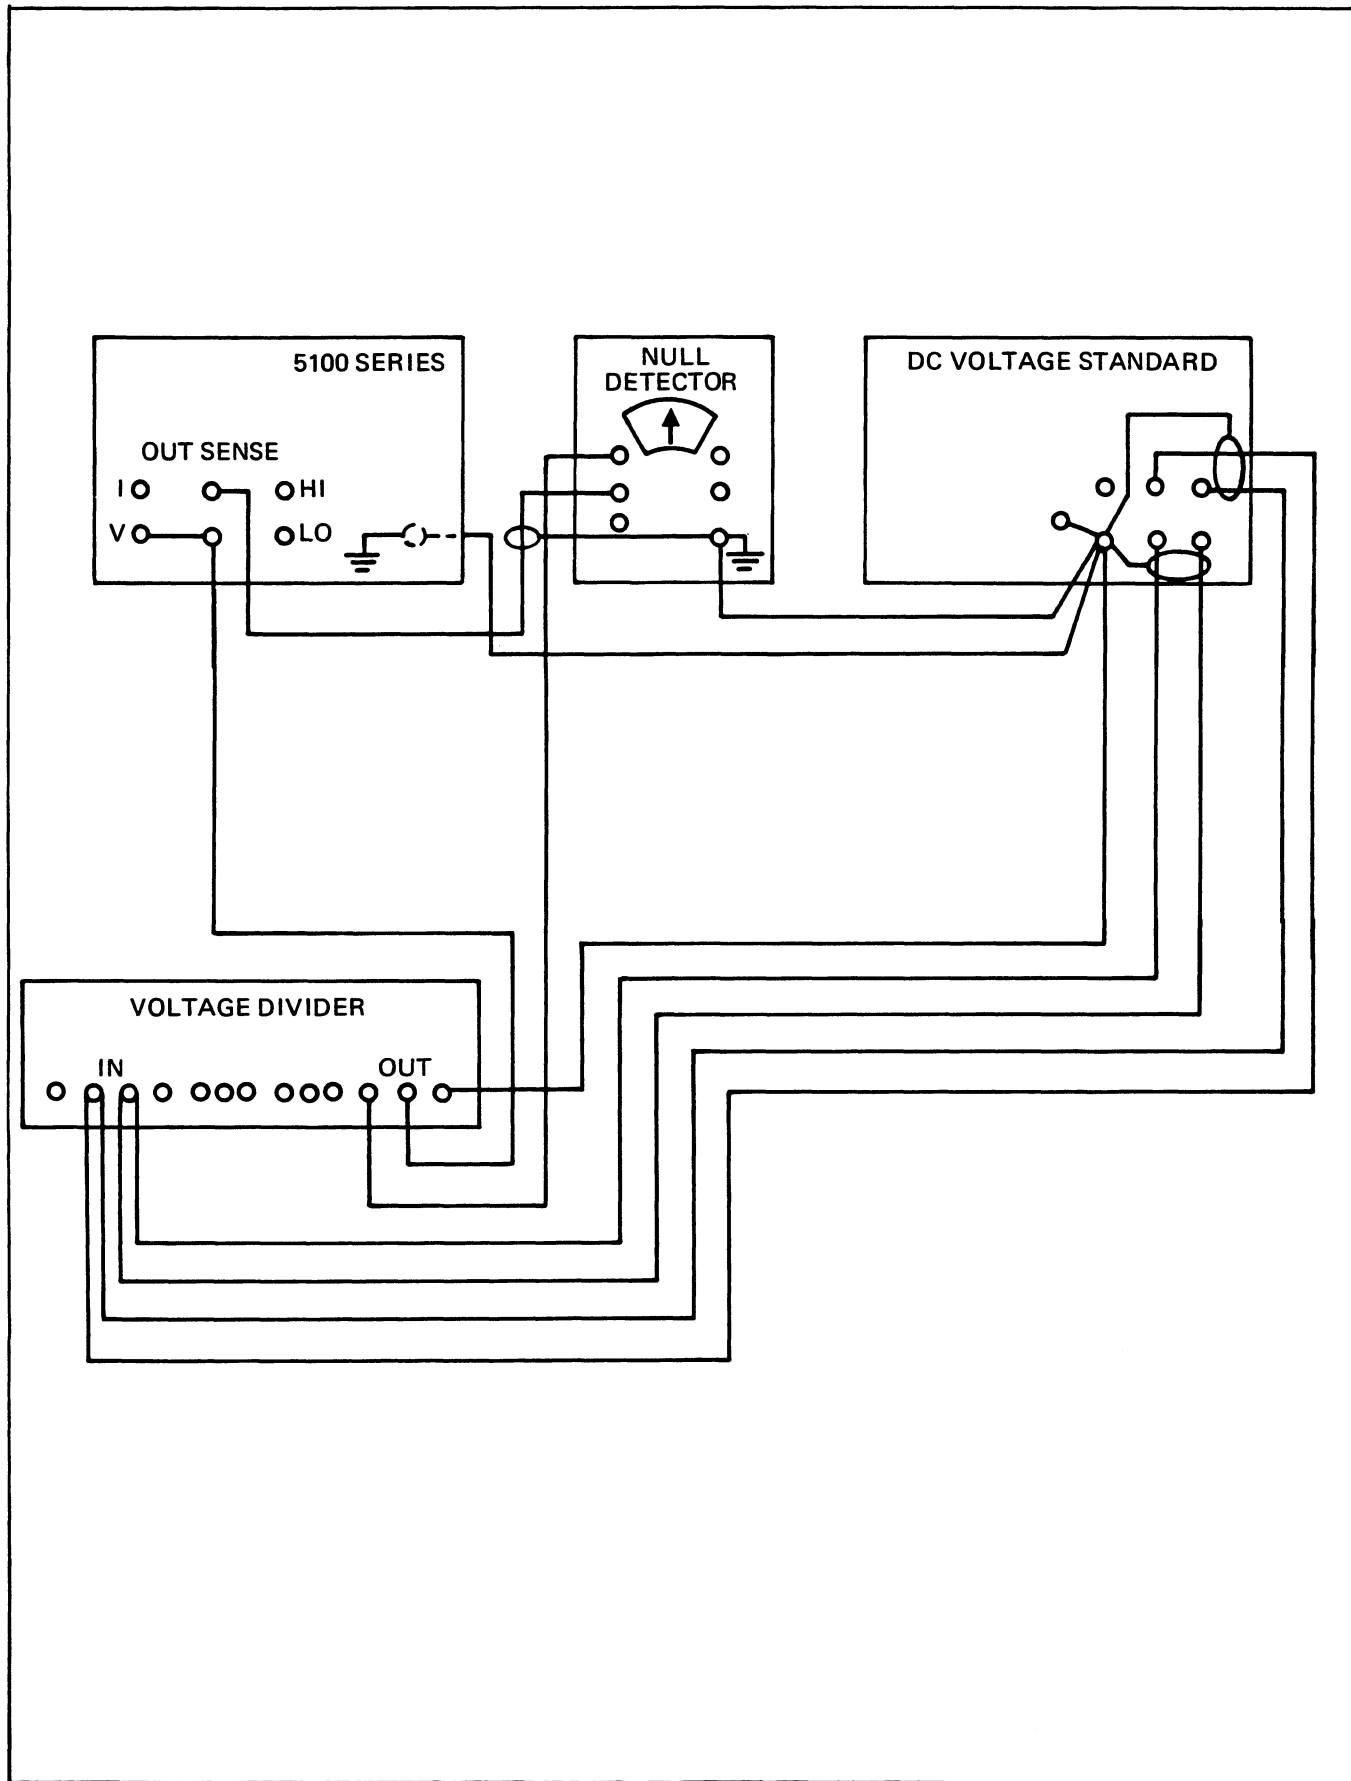 5100 SERIES
OUT SENSE
I
HI
V
LO
NULL
DETECTOR
DC VOLTAGE STANDARD
VOLTAGE DIVIDER
IN
OUT